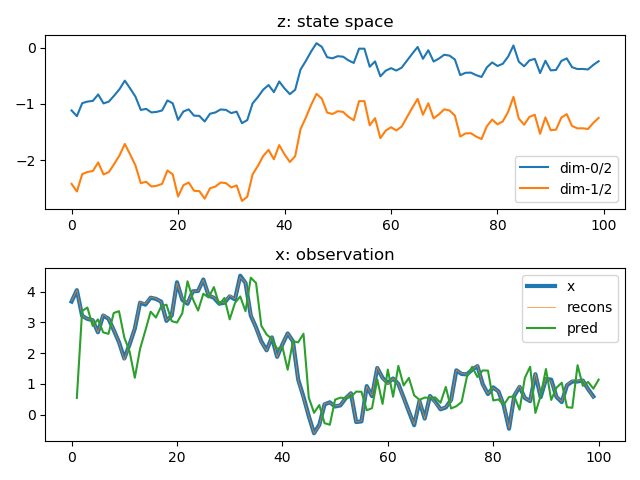 z: state space
0
−1
−2
dim-0/2
dim-1/2
0 20 40 60 80 100
x: observation
4
3
2
1
0
x
recons
pred
0 20 40 60 80 100